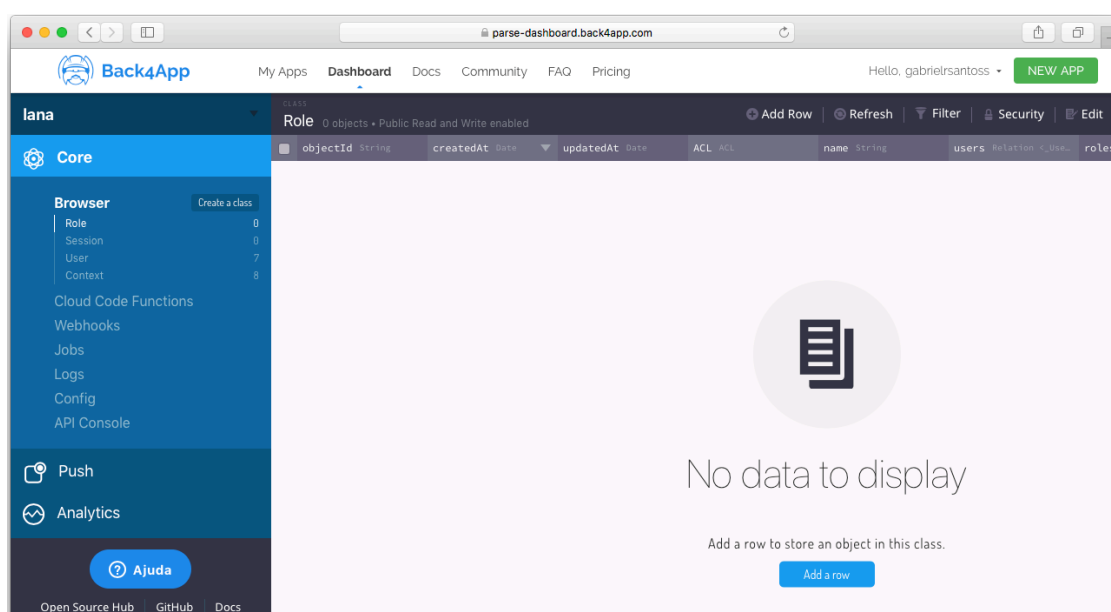 parse-dashboard.back4app.com
BACK4APP My Apps Dashboard Docs Community FAQ Pricing Hello, gabrielrsantoss NEW APP
lana
CLASS
Role 0 objects • Public Read and Write enabled Add Row Refresh Filter Security Edit
objectId String createdAt Date updatedAt Date ACL ACL name String users Relation <_Use… roles
Core
Browser Create a class
Role 0
Session 0
User 7
Context 8
Cloud Code Functions
Webhooks
Jobs
Logs
Config
API Console
Push
Analytics
No data to display
Add a row to store an object in this class.
Add a row
Ajuda
Open Source Hub GitHub Docs